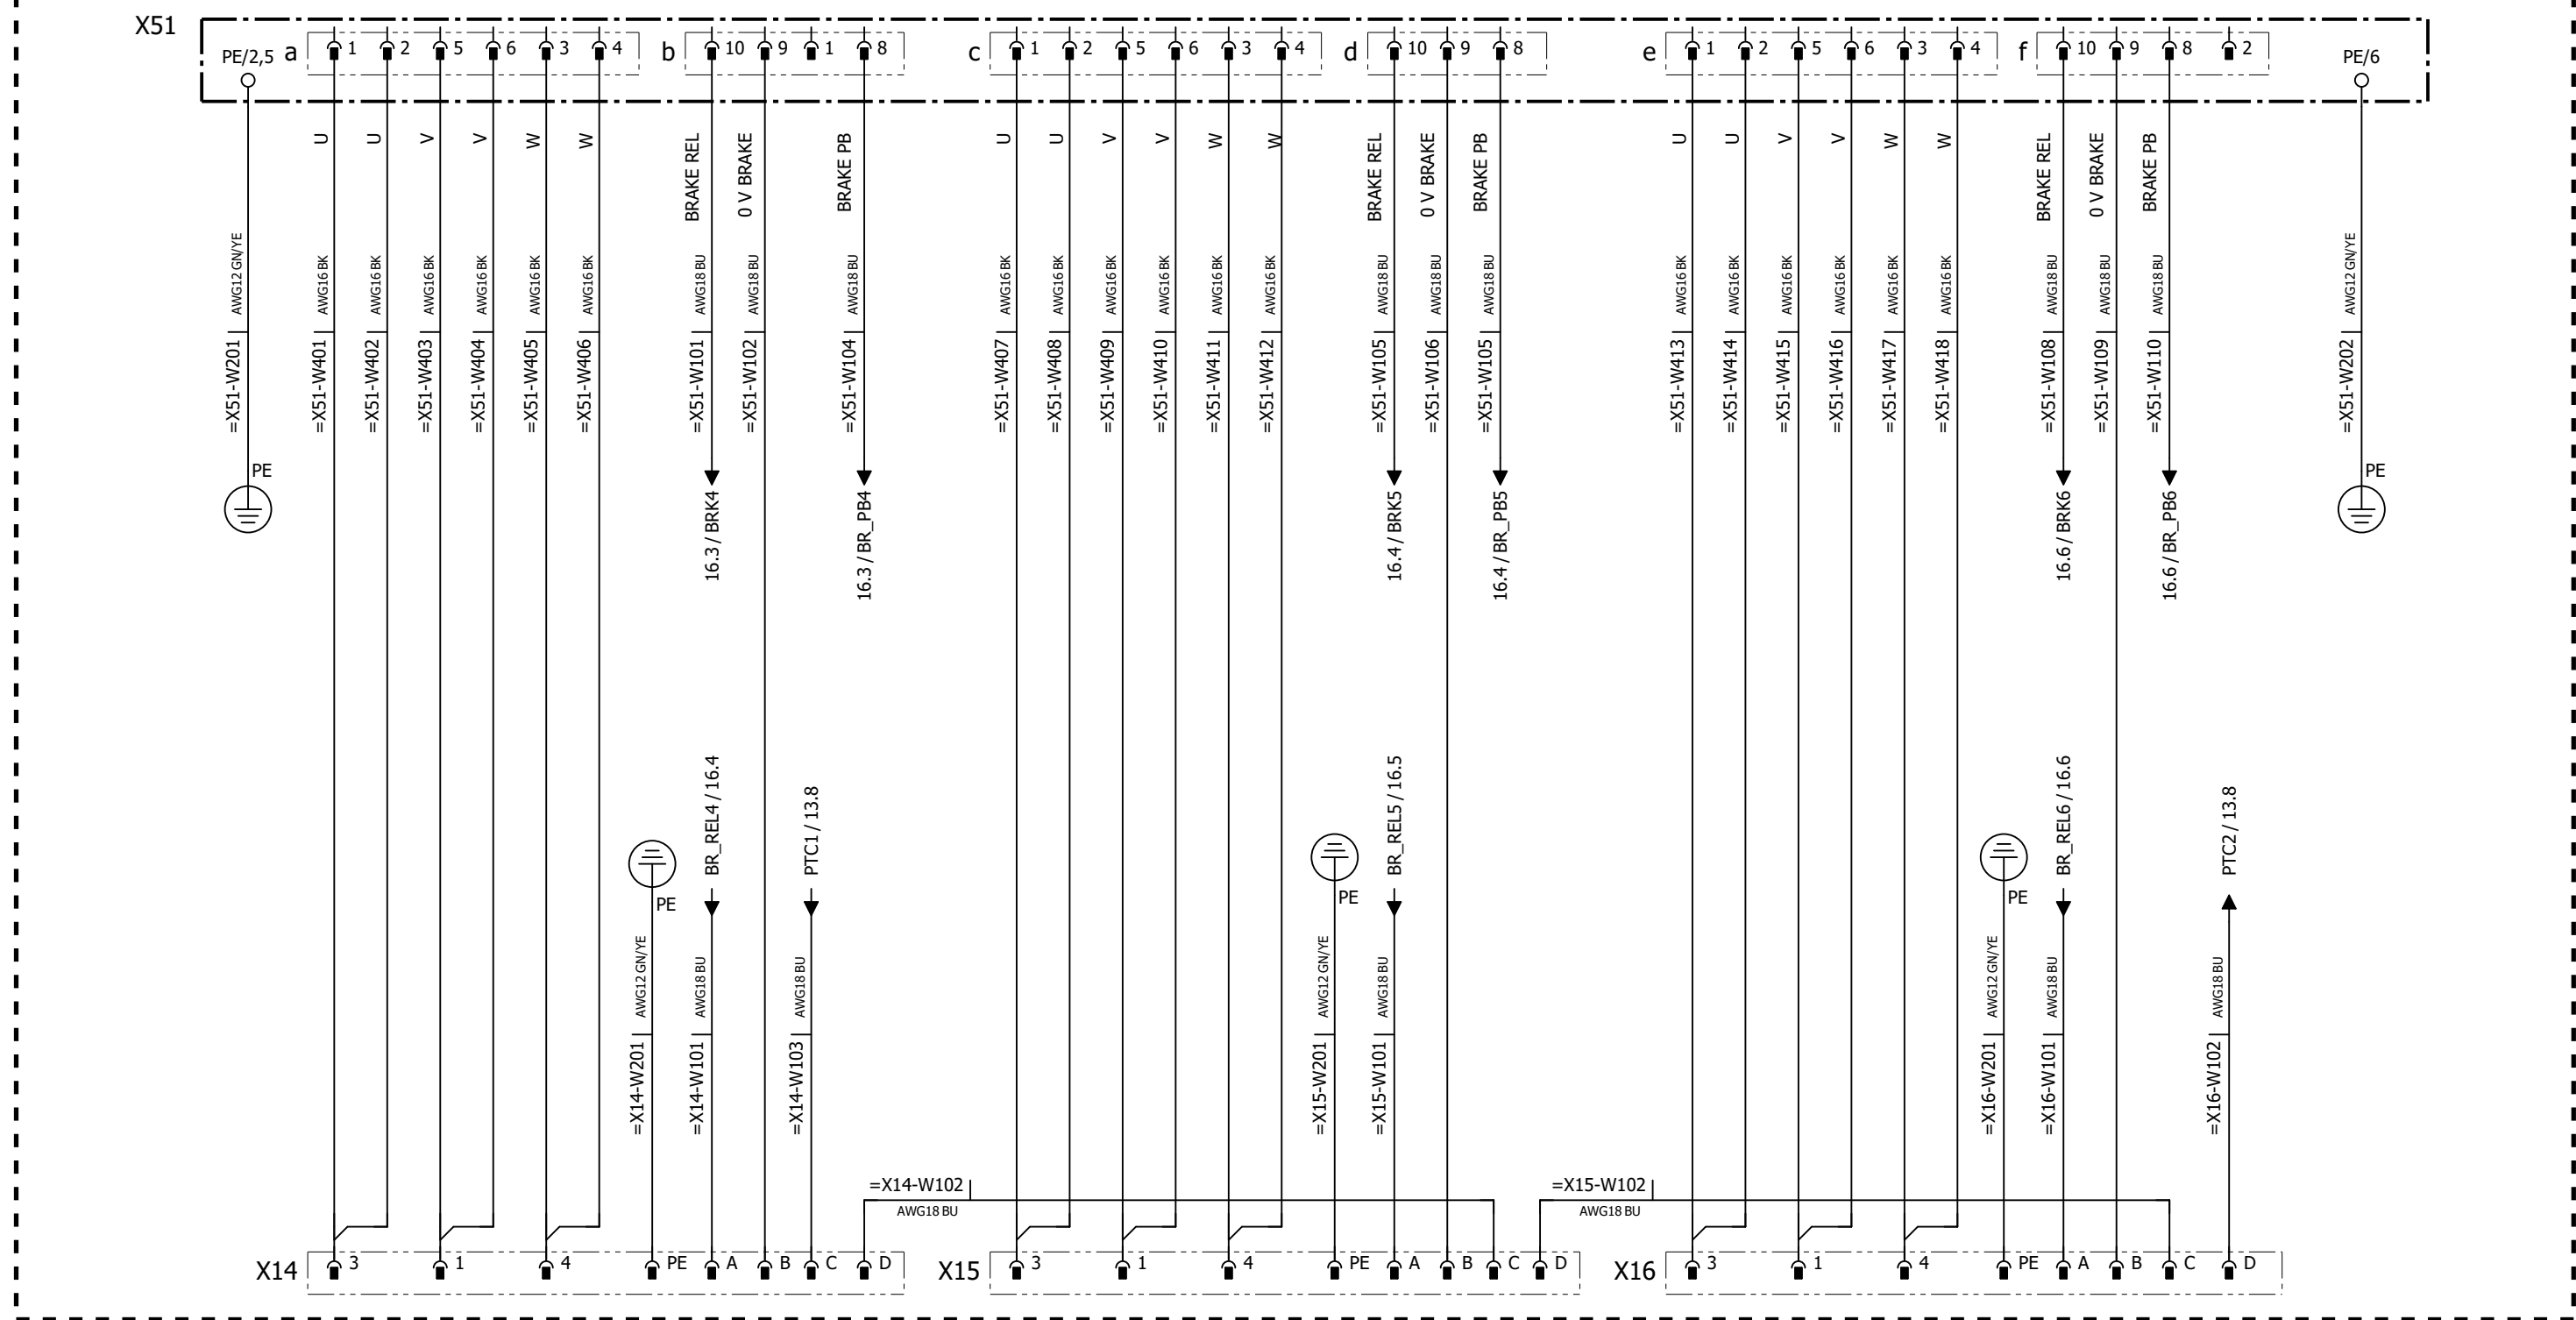 X51
PE/2,5 a 1 2 5 6 3 4 b 10 9 1 8 c 1 2 5 6 3 4 d 10 9 8 e 1 2 5 6 3 4 f 10 9 8 2 PE/6
U U V V W W BRAKE REL 0 V BRAKE BRAKE PB U U V V W W BRAKE REL 0 V BRAKE BRAKE PB U U V V W W BRAKE REL 0 V BRAKE BRAKE PB
AWG12 GN/YE AWG16 BK AWG16 BK AWG16 BK AWG16 BK AWG16 BK AWG16 BK AWG18 BU AWG18 BU AWG18 BU AWG16 BK AWG16 BK AWG16 BK AWG16 BK AWG16 BK AWG16 BK AWG18 BU AWG18 BU AWG18 BU AWG16 BK AWG16 BK AWG16 BK AWG16 BK AWG16 BK AWG16 BK AWG18 BU AWG18 BU AWG18 BU AWG12 GN/YE
=X51-W201 =X51-W401 =X51-W402 =X51-W403 =X51-W404 =X51-W405 =X51-W406 =X51-W101 =X51-W102 =X51-W104 =X51-W407 =X51-W408 =X51-W409 =X51-W410 =X51-W411 =X51-W412 =X51-W105 =X51-W106 =X51-W105 =X51-W413 =X51-W414 =X51-W415 =X51-W416 =X51-W417 =X51-W418 =X51-W108 =X51-W109 =X51-W110 =X51-W202
PE PE
16.3 / BRK4 16.3 / BR_PB4 16.4 / BRK5 16.4 / BR_PB5 16.6 / BRK6 16.6 / BR_PB6
BR_REL4 / 16.4 PTC1 / 13.8 BR_REL5 / 16.5 BR_REL6 / 16.6 PTC2 / 13.8
PE PE PE
AWG12 GN/YE AWG18 BU AWG18 BU AWG12 GN/YE AWG18 BU AWG12 GN/YE AWG18 BU AWG18 BU
=X14-W201 =X14-W101 =X14-W103 =X15-W201 =X15-W101 =X16-W201 =X16-W101 =X16-W102
=X14-W102 =X15-W102
AWG18 BU AWG18 BU
X14 3 1 4 PE A B C D X15 3 1 4 PE A B C D X16 3 1 4 PE A B C D